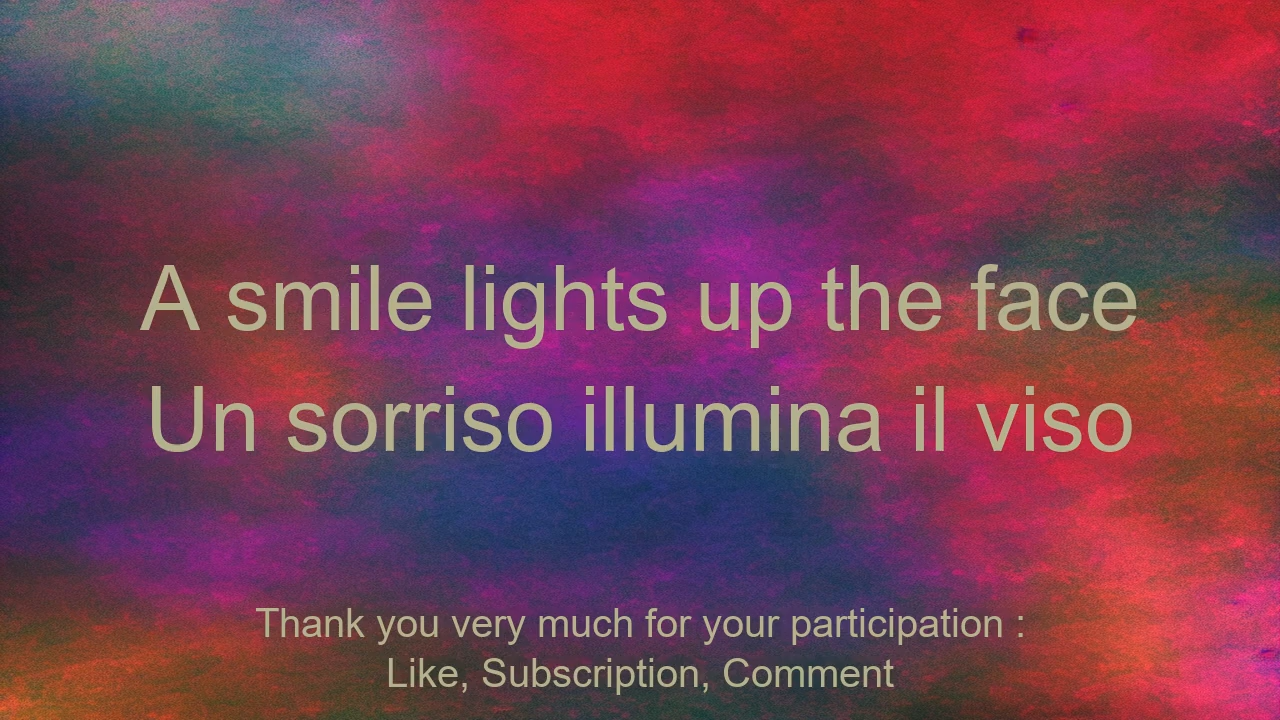 A smile lights up the face
Un sorriso illumina il viso
Thank you very much for your participation :
Like, Subscription, Comment